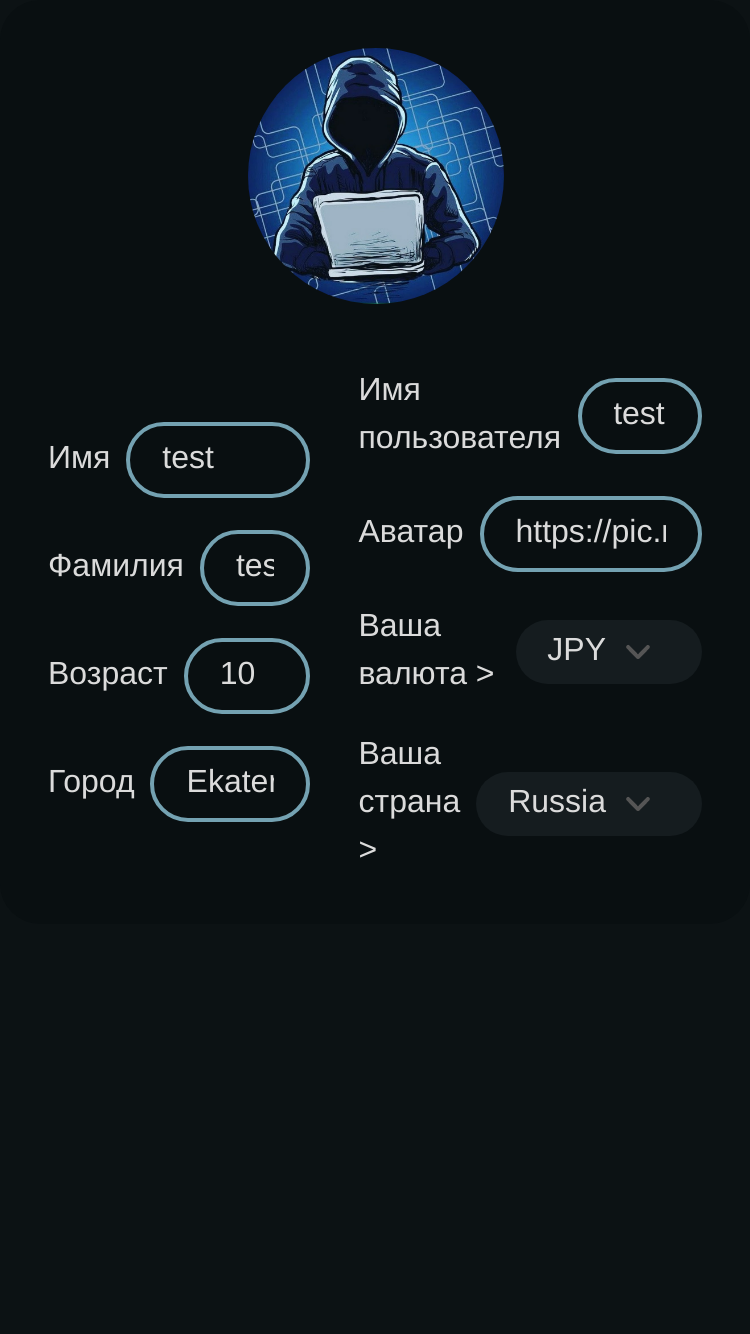 Имя
test
Фамилия
tes
Возраст
10
Город
Ekater
Имя
пользователя
test
Аватар
https://pic.r
Ваша
валюта >
JPY
Ваша
страна
>
Russia